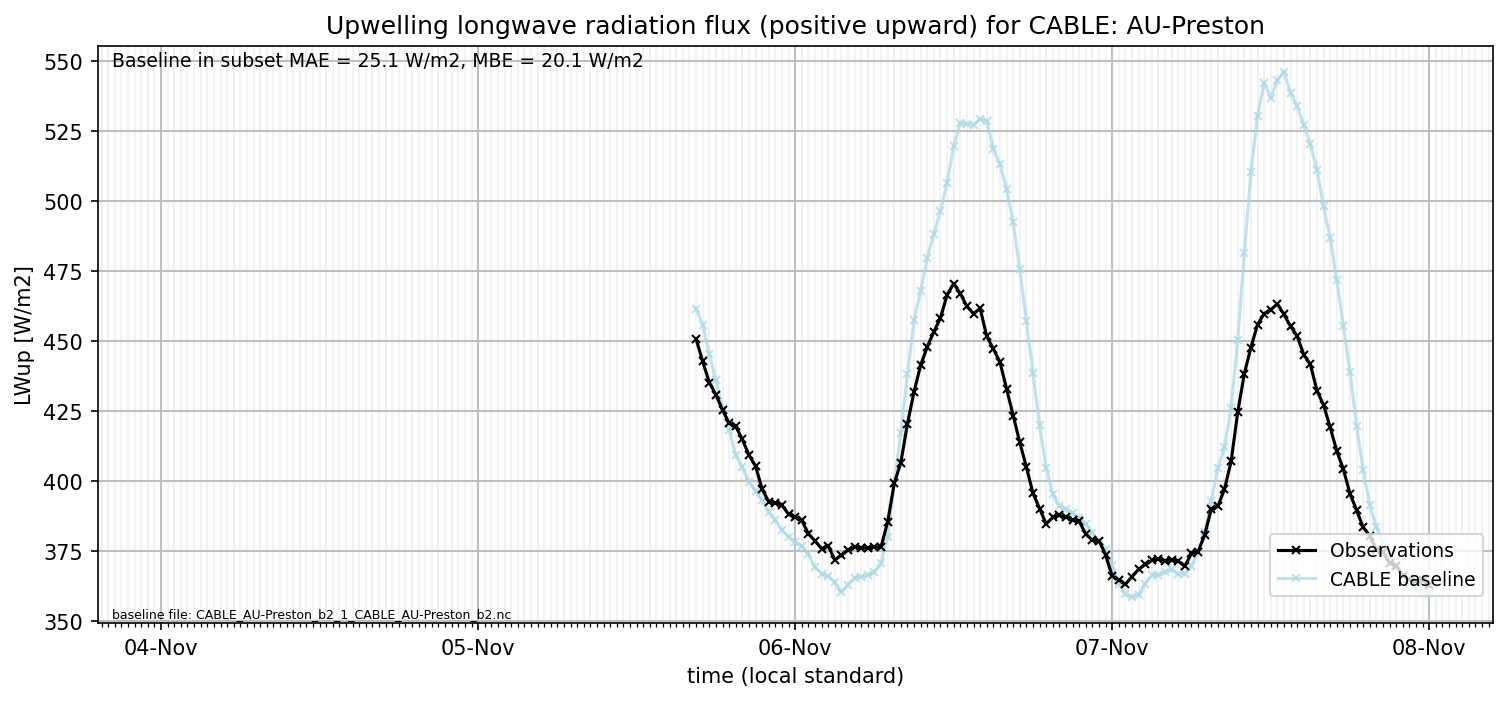 Upwelling longwave radiation flux (positive upward) for CABLE: AU-Preston
Baseline in subset MAE = 25.1 W/m2, MBE = 20.1 W/m2
550
525
500
475
450
425
400
375
350
LWup [W/m2]
Observations
CABLE baseline
baseline file: CABLE_AU-Preston_b2_1_CABLE_AU-Preston_b2.nc
04-Nov
05-Nov
06-Nov
07-Nov
08-Nov
time (local standard)